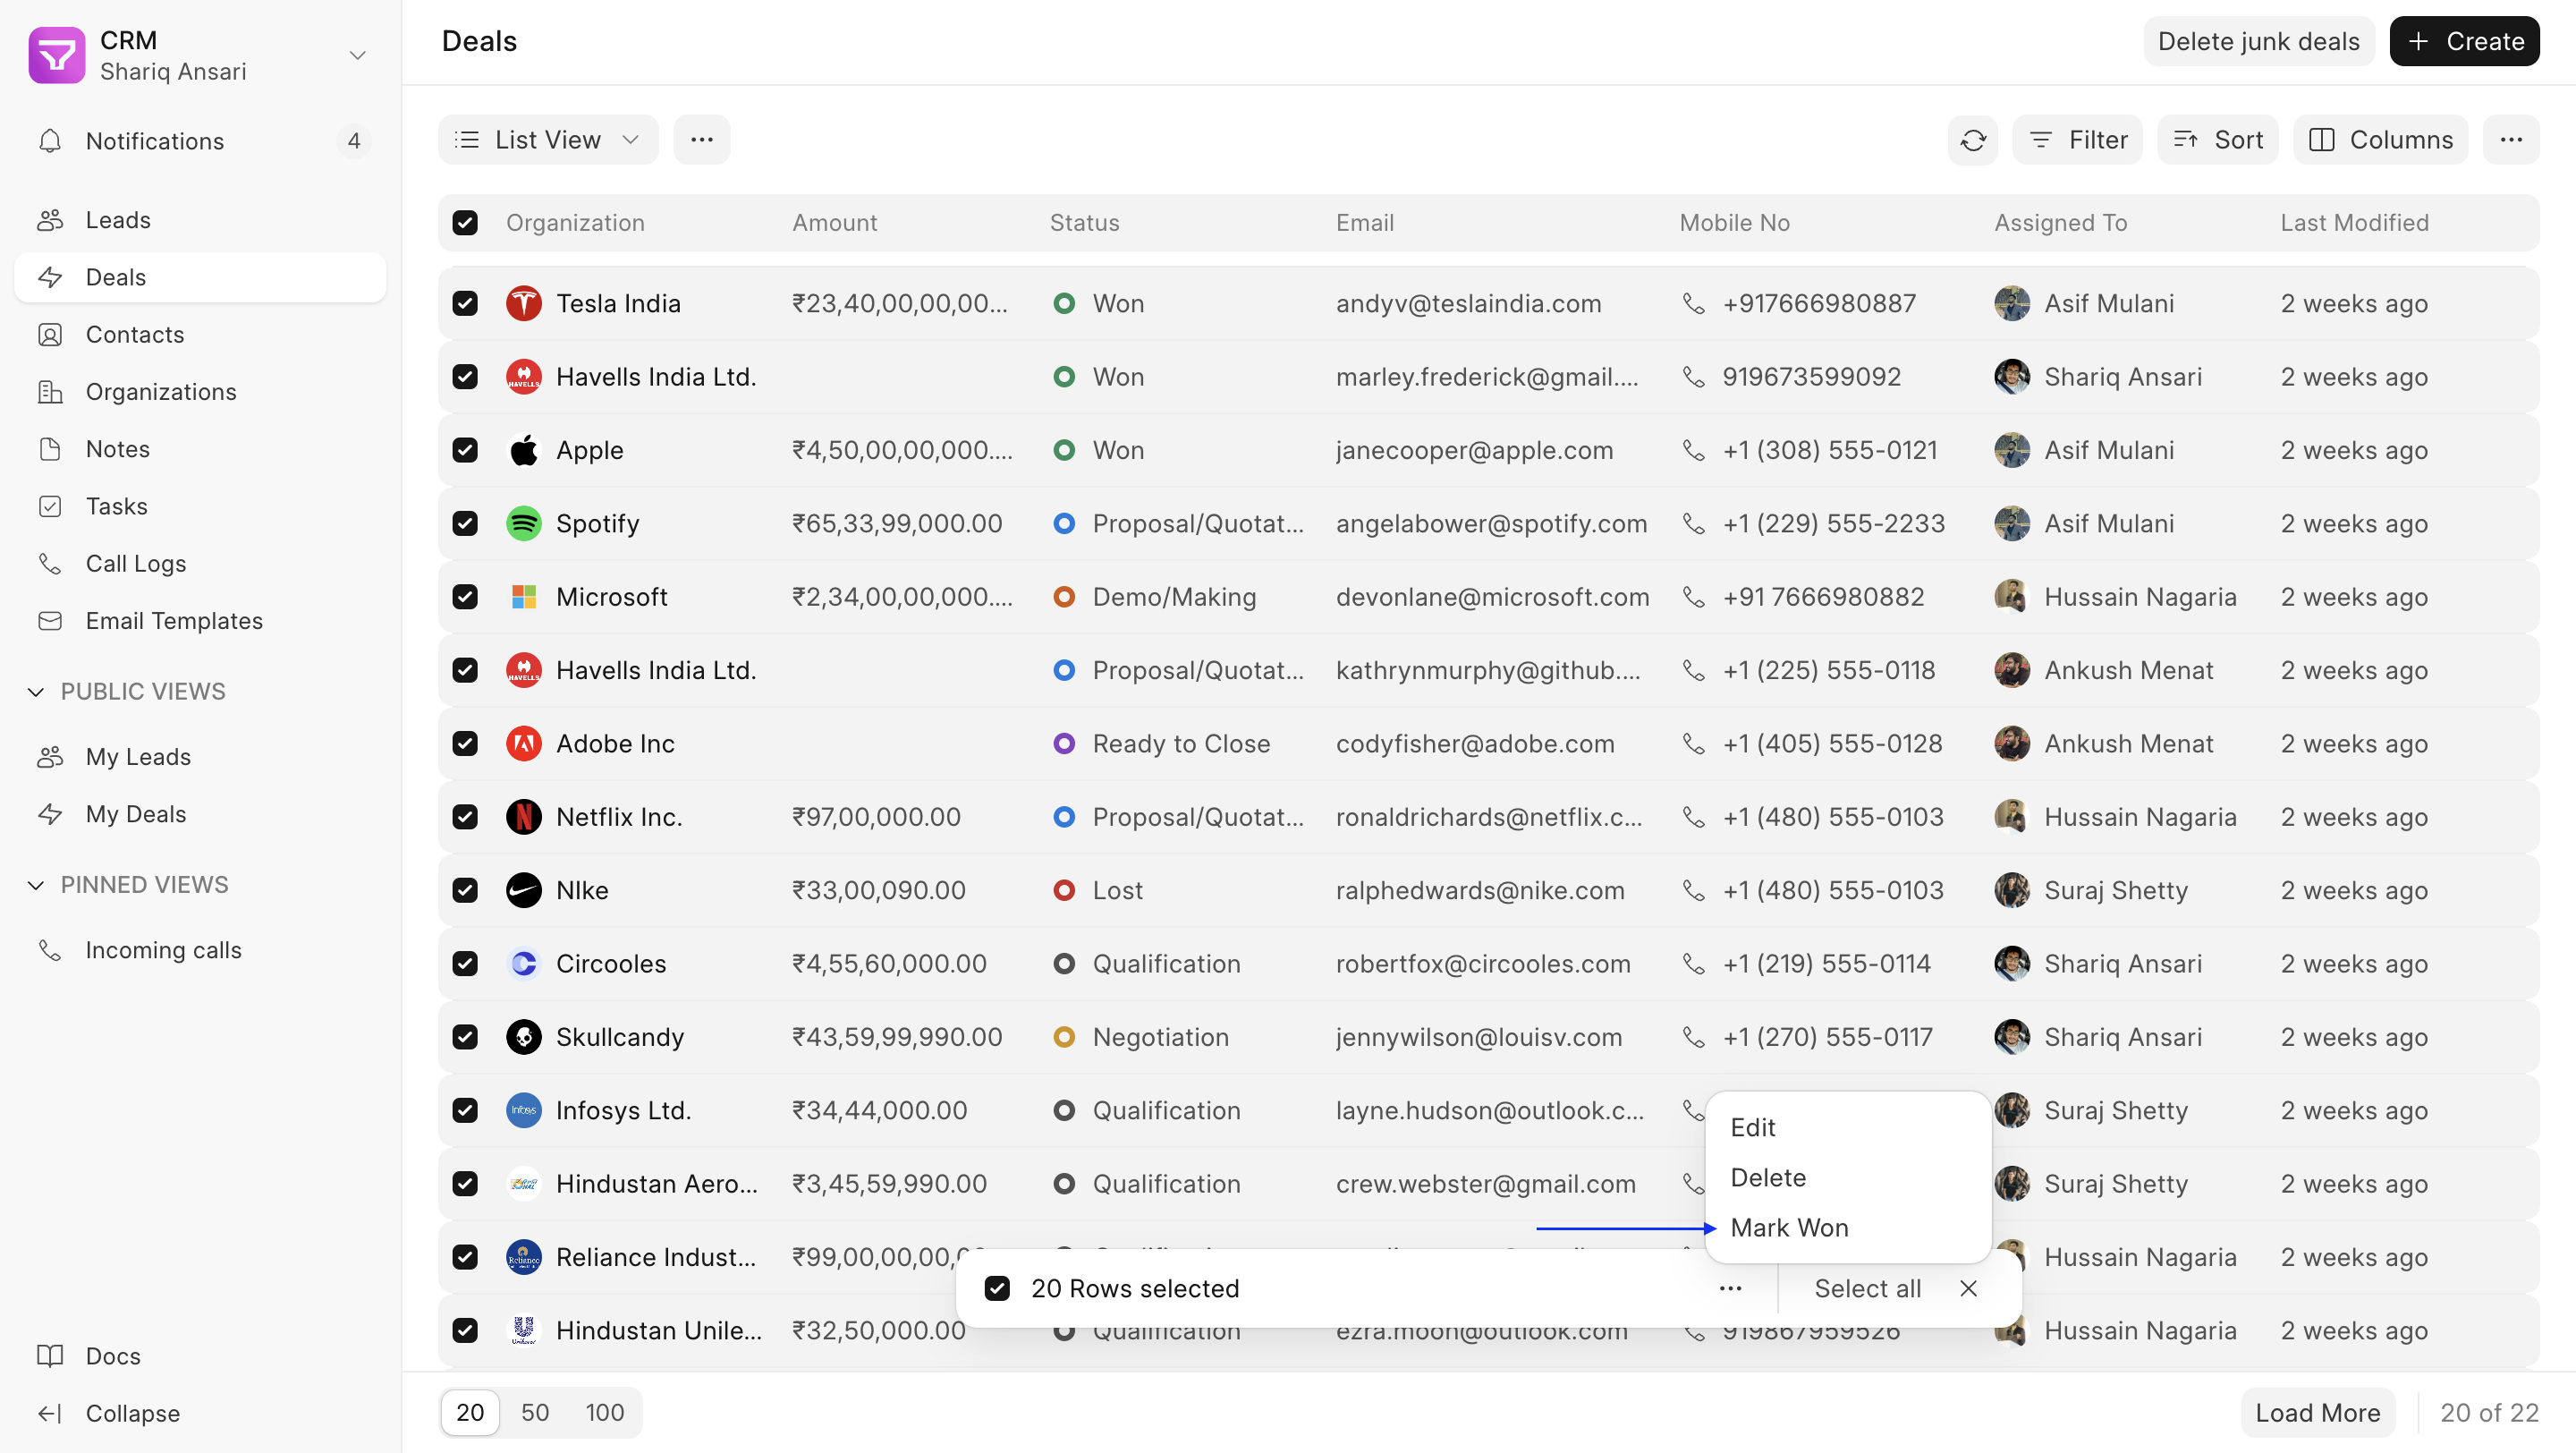 CRM
Shariq Ansari
Notifications 4
Leads
Deals
Contacts
Organizations
Notes
Tasks
Call Logs
Email Templates
PUBLIC VIEWS
My Leads
My Deals
PINNED VIEWS
Incoming calls
Docs
Collapse
Deals
Delete junk deals
Create
List View
Filter Sort Columns
Organization Amount Status Email Mobile No Assigned To Last Modified
Tesla India ₹23,40,00,00,00... Won andyv@teslaindia.com +917666980887 Asif Mulani 2 weeks ago
HAVELLS Havells India Ltd. Won marley.frederick@gmail.... 919673599092 Shariq Ansari 2 weeks ago
Apple ₹4,50,00,00,000.... Won janecooper@apple.com +1 (308) 555-0121 Asif Mulani 2 weeks ago
Spotify ₹65,33,99,000.00 Proposal/Quotat... angelabower@spotify.com +1 (229) 555-2233 Asif Mulani 2 weeks ago
Microsoft ₹2,34,00,00,000.... Demo/Making devonlane@microsoft.com +91 7666980882 Hussain Nagaria 2 weeks ago
HAVELLS Havells India Ltd. Proposal/Quotat... kathrynmurphy@github.... +1 (225) 555-0118 Ankush Menat 2 weeks ago
Adobe Inc Ready to Close codyfisher@adobe.com +1 (405) 555-0128 Ankush Menat 2 weeks ago
Netflix Inc. ₹97,00,000.00 Proposal/Quotat... ronaldrichards@netflix.c... +1 (480) 555-0103 Hussain Nagaria 2 weeks ago
NIke ₹33,00,090.00 Lost ralphedwards@nike.com +1 (480) 555-0103 Suraj Shetty 2 weeks ago
Circooles ₹4,55,60,000.00 Qualification robertfox@circooles.com +1 (219) 555-0114 Shariq Ansari 2 weeks ago
Skullcandy ₹43,59,99,990.00 Negotiation jennywilson@louisv.com +1 (270) 555-0117 Shariq Ansari 2 weeks ago
Infosys Infosys Ltd. ₹34,44,000.00 Qualification layne.hudson@outlook.c... Suraj Shetty 2 weeks ago
HAL Hindustan Aero... ₹3,45,59,990.00 Qualification crew.webster@gmail.com Suraj Shetty 2 weeks ago
Reliance Reliance Indust... ₹99,00,00,00, Hussain Nagaria 2 weeks ago
Unilever Hindustan Unile... ₹32,50,000.00 Qualification ezra.moon@outlook.com 919867959526 Hussain Nagaria 2 weeks ago
Edit
Delete
Mark Won
20 Rows selected ... Select all
20 50 100
Load More 20 of 22